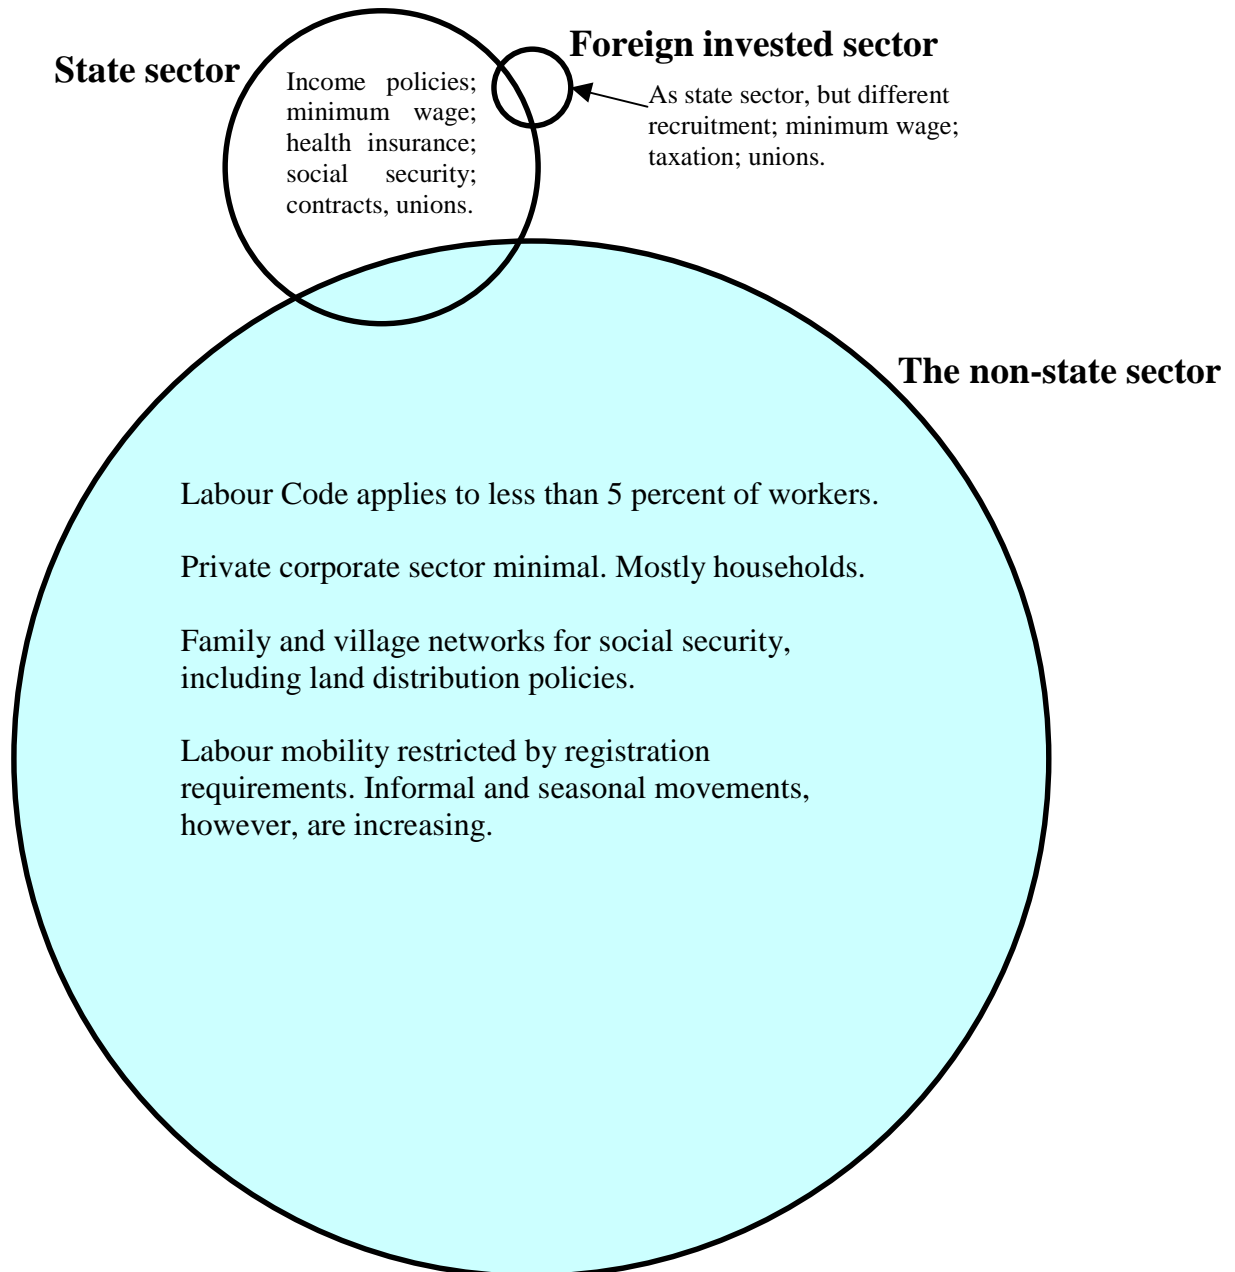 State sector
Income policies;
minimum wage;
health insurance;
social security;
contracts, unions.
Foreign invested sector
As state sector, but different
recruitment; minimum wage;
taxation; unions.
The non-state sector
Labour Code applies to less than 5 percent of workers.
Private corporate sector minimal. Mostly households.
Family and village networks for social security,
including land distribution policies.
Labour mobility restricted by registration
requirements. Informal and seasonal movements,
however, are increasing.